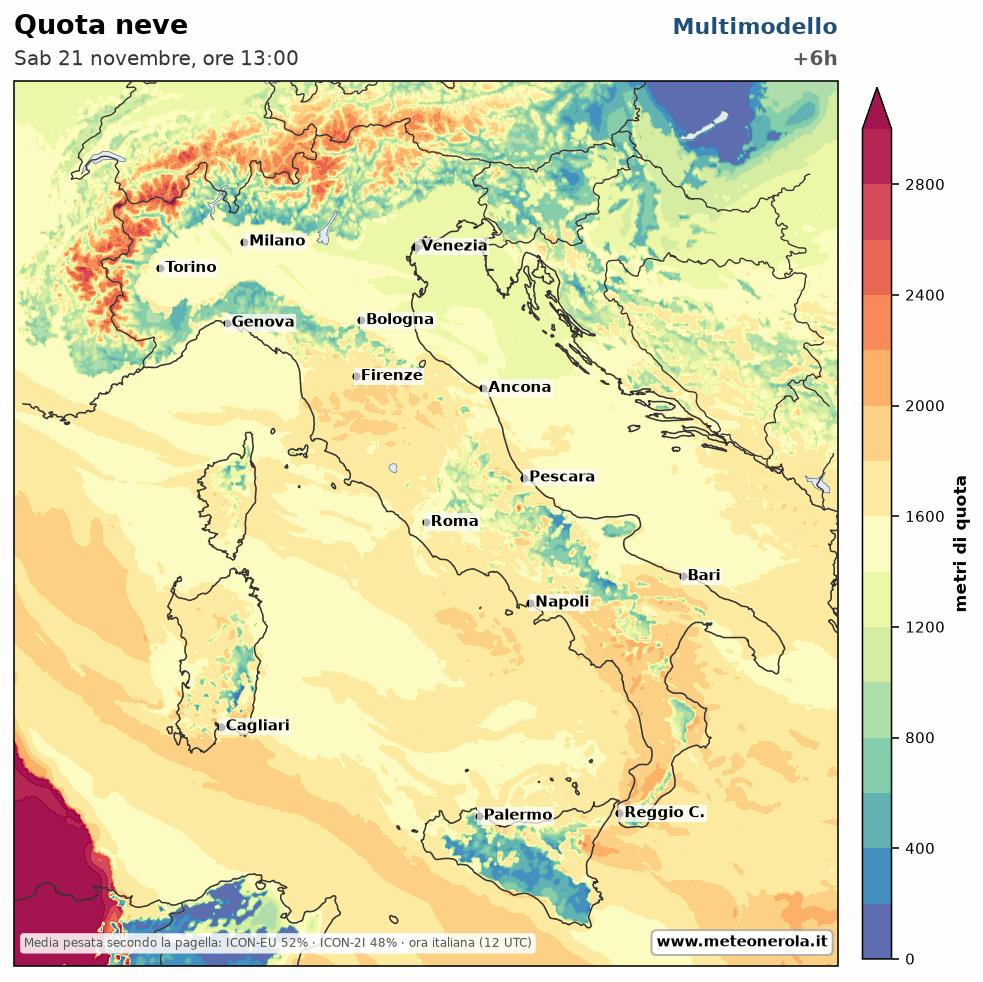 Quota neve
Multimodello
Sab 21 novembre, ore 13:00
+6h
Milano
Venezia
Torino
Genova
Bologna
Firenze
Ancona
Pescara
Roma
Bari
Napoli
Cagliari
Palermo
Reggio C.
2800
2400
2000
1600
1200
800
400
0
metri di quota
Media pesata secondo la pagella: ICON-EU 52% · ICON-2I 48% · ora italiana (12 UTC)
www.meteonerola.it